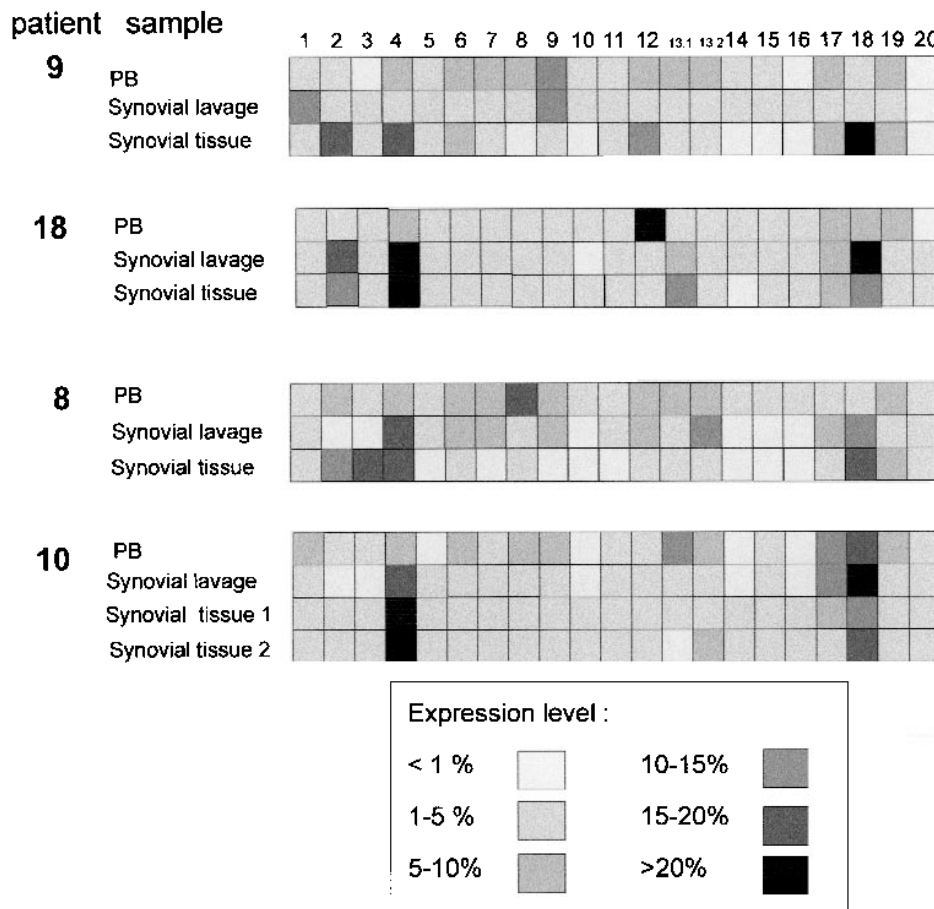 patient sample
1 2 3 4 5 6 7 8 9 10 11 12 13.1 13 2 14 15 16 17 18 19 20
9 PB
Synovial lavage
Synovial tissue
18 PB
Synovial lavage
Synovial tissue
8 PB
Synovial lavage
Synovial tissue
10 PB
Synovial lavage
Synovial tissue 1
Synovial tissue 2
Expression level :
< 1 % 10-15%
1-5 % 15-20%
5-10% >20%